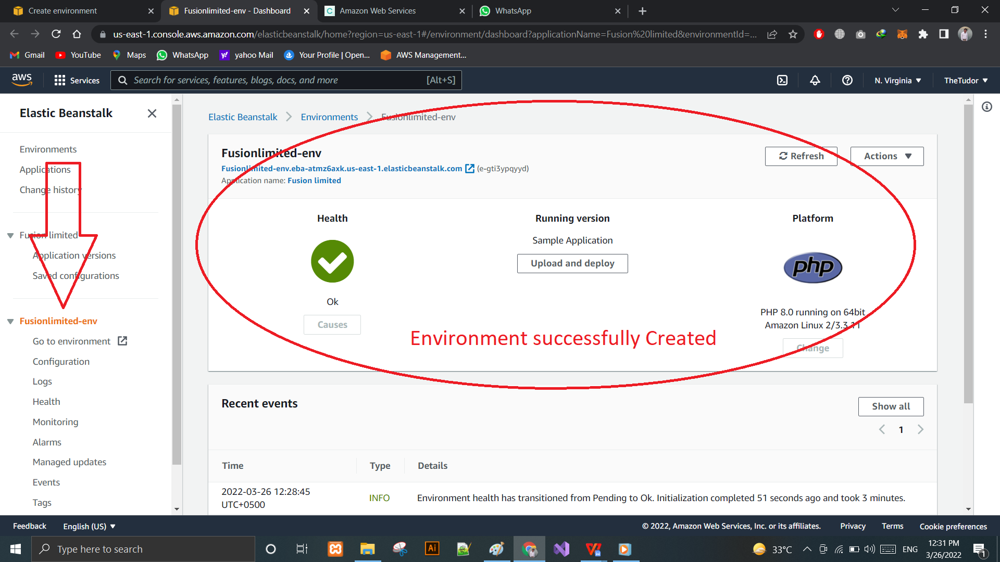 Create environment
Fusionlimited-env - Dashboard
Amazon Web Services
WhatsApp
us-east-1.console.aws.amazon.com/elasticbeanstalk/home?region=us-east-1#/environment/dashboard?applicationName=Fusion%20limited&environmentId=...
Gmail
YouTube
Maps
WhatsApp
yahoo Mail
Your Profile | Open...
AWS Management...
aws
Services
Search for services, features, blogs, docs, and more
[Alt+S]
N. Virginia
TheTudor
Elastic Beanstalk
Environments
Applications
Change history
Fusion limited
Application versions
Saved configurations
Fusionlimited-env
Go to environment
Configuration
Logs
Health
Monitoring
Alarms
Managed updates
Events
Tags
Elastic Beanstalk
Environments
Fusionlimited-env
Fusionlimited-env
Refresh
Actions
Fusionlimited-env.eba-atmz6axk.us-east-1.elasticbeanstalk.com (e-gti3ypqyyd)
Application name: Fusion limited
Health
Ok
Causes
Running version
Sample Application
Upload and deploy
Platform
php
PHP 8.0 running on 64bit
Amazon Linux 2/3.3.11
Change
Environment successfully Created
Recent events
Show all
1
Time
Type
Details
2022-03-26 12:28:45
UTC+0500
INFO
Environment health has transitioned from Pending to Ok. Initialization completed 51 seconds ago and took 3 minutes.
Feedback
English (US)
© 2022, Amazon Web Services, Inc. or its affiliates.
Privacy
Terms
Cookie preferences
Type here to search
Ai
33°C
ENG
12:31 PM
3/26/2022
1